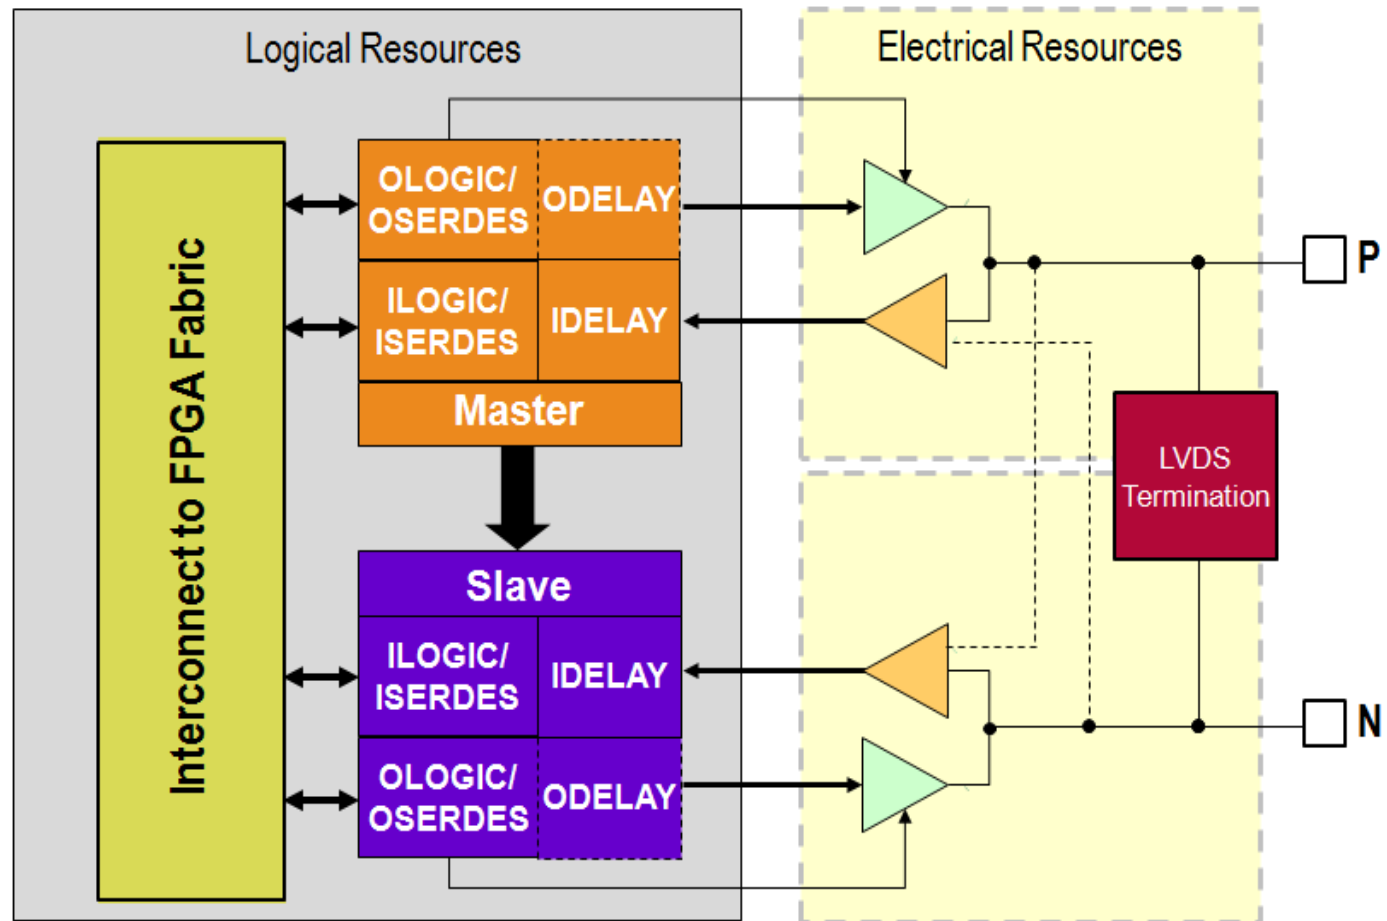 Logical Resources
Electrical Resources
Interconnect to FPGA Fabric
OLOGIC/
OSERDES
ODELAY
ILOGIC/
ISERDES
IDELAY
Master
P
LVDS
Termination
Slave
ILOGIC/
ISERDES
IDELAY
OLOGIC/
OSERDES
ODELAY
N